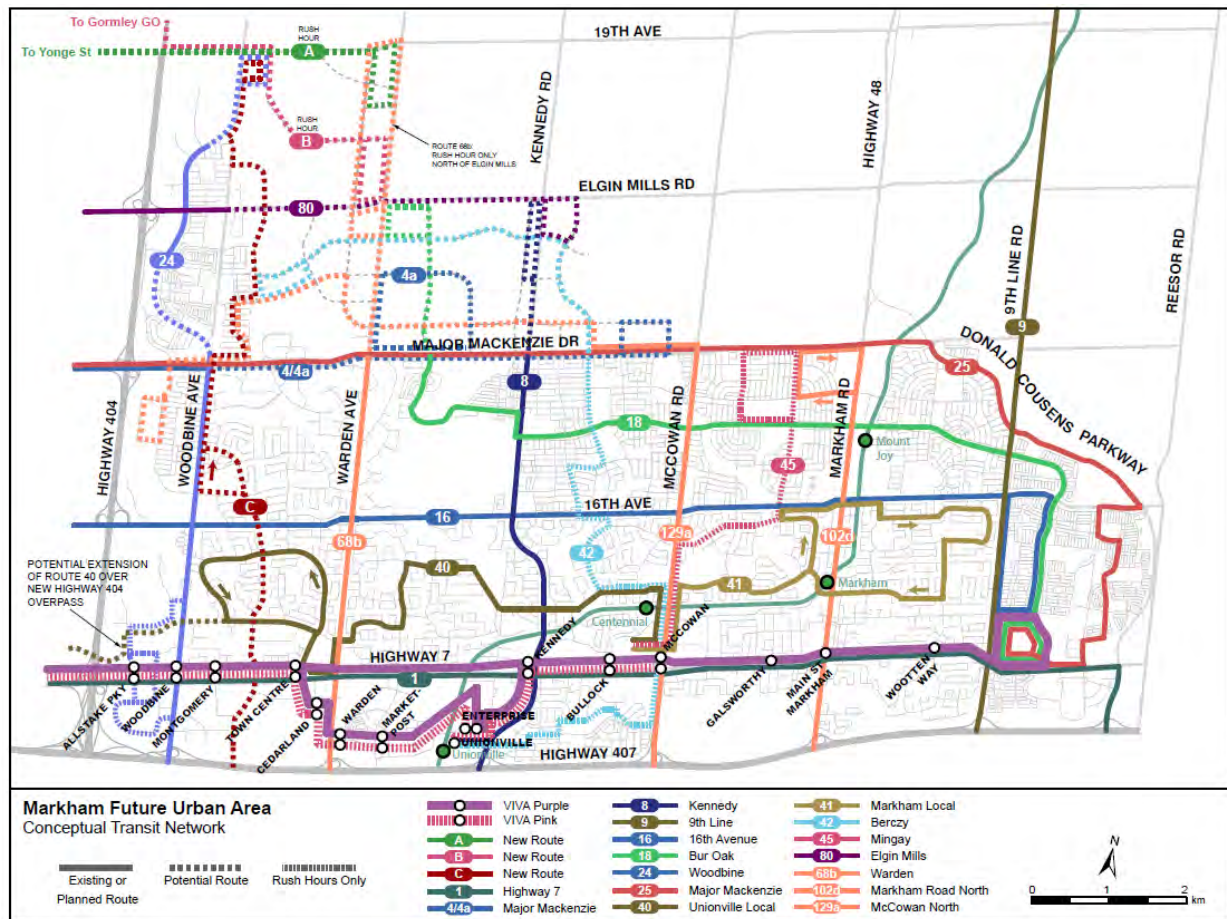 To Gormley GO
To Yonge St
RUSH
HOUR
A
19TH AVE
RUSH
HOUR
B
ROUTE 68b
RUSH HOUR ONLY
NORTH OF ELGIN MILLS
KENNEDY RD
HIGHWAY 48
ELGIN MILLS RD
80
24
4a
9TH LINE RD
REESOR RD
9
MAJOR MACKENZIE DR
4/4a
DONALD COUSENS PARKWAY
25
8
HIGHWAY 404
WOODBINE AVE
WARDEN AVE
MCCOWAN RD
MARKHAM RD
18
Mount
Joy
45
C
16
16TH AVE
68b
129a
102d
POTENTIAL EXTENSION
OF ROUTE 40 OVER
NEW HIGHWAY 404
OVERPASS
40
42
41
Markham
Centennial
HIGHWAY 7
1
KENNEDY
MCCOWAN
ALLSTAKE PKY
WOODBINE
MONTGOMERY
TOWN CENTRE
CEDARLAND
WARDEN
MARKET-
POST
ENTERPRISE
UNIONVILLE
Unionville
BULLOCK
GALSWORTHY
MAIN ST
MARKHAM
WOOTTEN
WAY
HIGHWAY 407
Markham Future Urban Area
Conceptual Transit Network
Existing or
Planned Route
Potential Route
Rush Hours Only
VIVA Purple
VIVA Pink
A New Route
B New Route
C New Route
1 Highway 7
4/4a Major Mackenzie
8 Kennedy
9 9th Line
16 16th Avenue
18 Bur Oak
24 Woodbine
25 Major Mackenzie
40 Unionville Local
41 Markham Local
42 Berczy
45 Mingay
80 Elgin Mills
68b Warden
102d Markham Road North
129a McCowan North
N
0 1 2
km